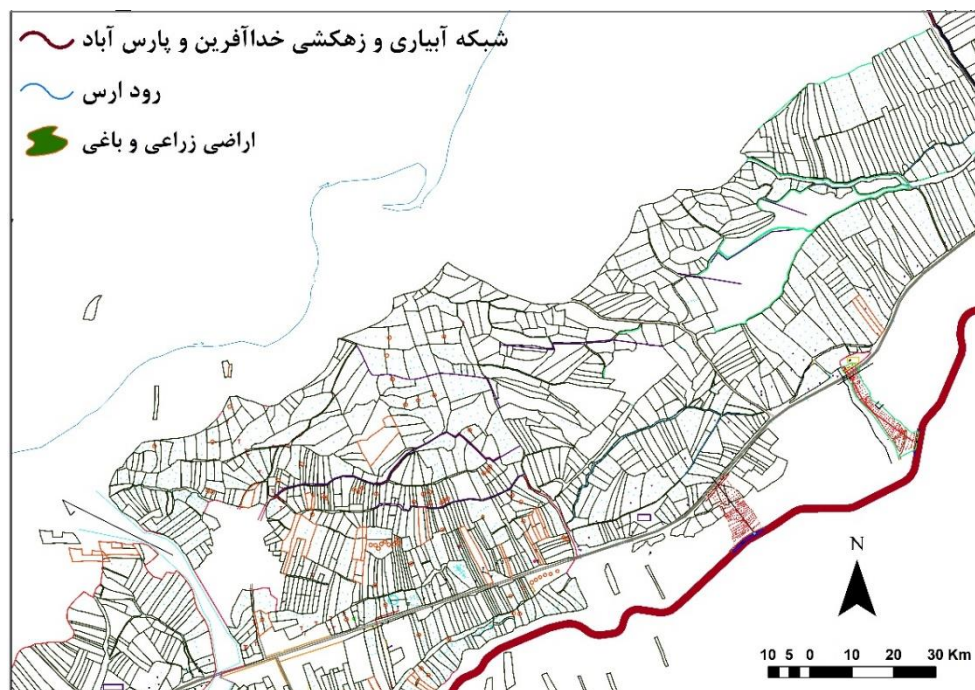 شبکه آبیاری و زهکشی خداآفرین و پارس آباد
رود ارس
اراضی زراعی و باغی
N
10 5 0 10 20 30 Km